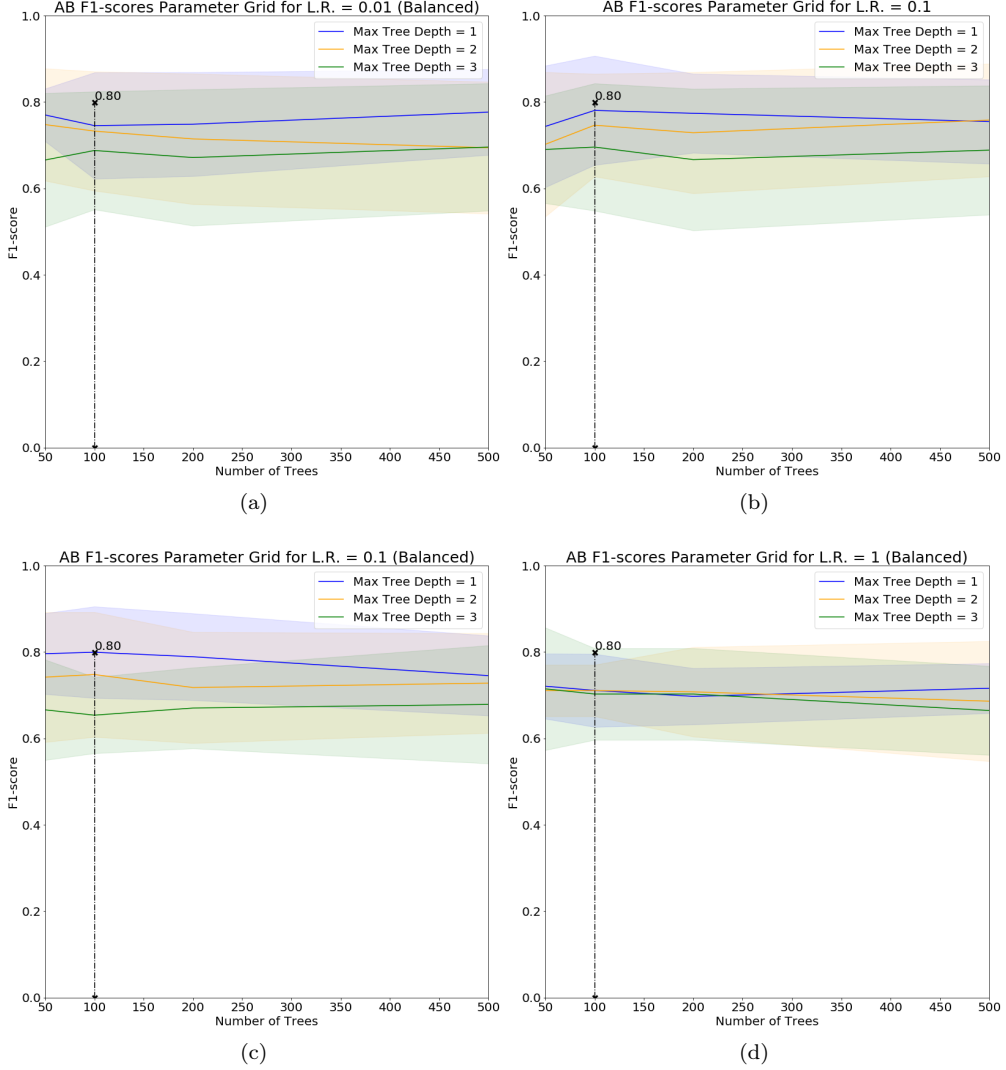 AB F1-scores Parameter Grid for L.R. = 0.01 (Balanced)
1.0
0.8
0.6
0.4
0.2
0.0
F1-score
Max Tree Depth = 1
Max Tree Depth = 2
Max Tree Depth = 3
0.80
50 100 150 200 250 300 350 400 450 500
Number of Trees
(a)
AB F1-scores Parameter Grid for L.R. = 0.1
1.0
0.8
0.6
0.4
0.2
0.0
F1-score
Max Tree Depth = 1
Max Tree Depth = 2
Max Tree Depth = 3
0.80
50 100 150 200 250 300 350 400 450 500
Number of Trees
(b)
AB F1-scores Parameter Grid for L.R. = 0.1 (Balanced)
1.0
0.8
0.6
0.4
0.2
0.0
F1-score
Max Tree Depth = 1
Max Tree Depth = 2
Max Tree Depth = 3
0.80
50 100 150 200 250 300 350 400 450 500
Number of Trees
(c)
AB F1-scores Parameter Grid for L.R. = 1 (Balanced)
1.0
0.8
0.6
0.4
0.2
0.0
F1-score
Max Tree Depth = 1
Max Tree Depth = 2
Max Tree Depth = 3
0.80
50 100 150 200 250 300 350 400 450 500
Number of Trees
(d)